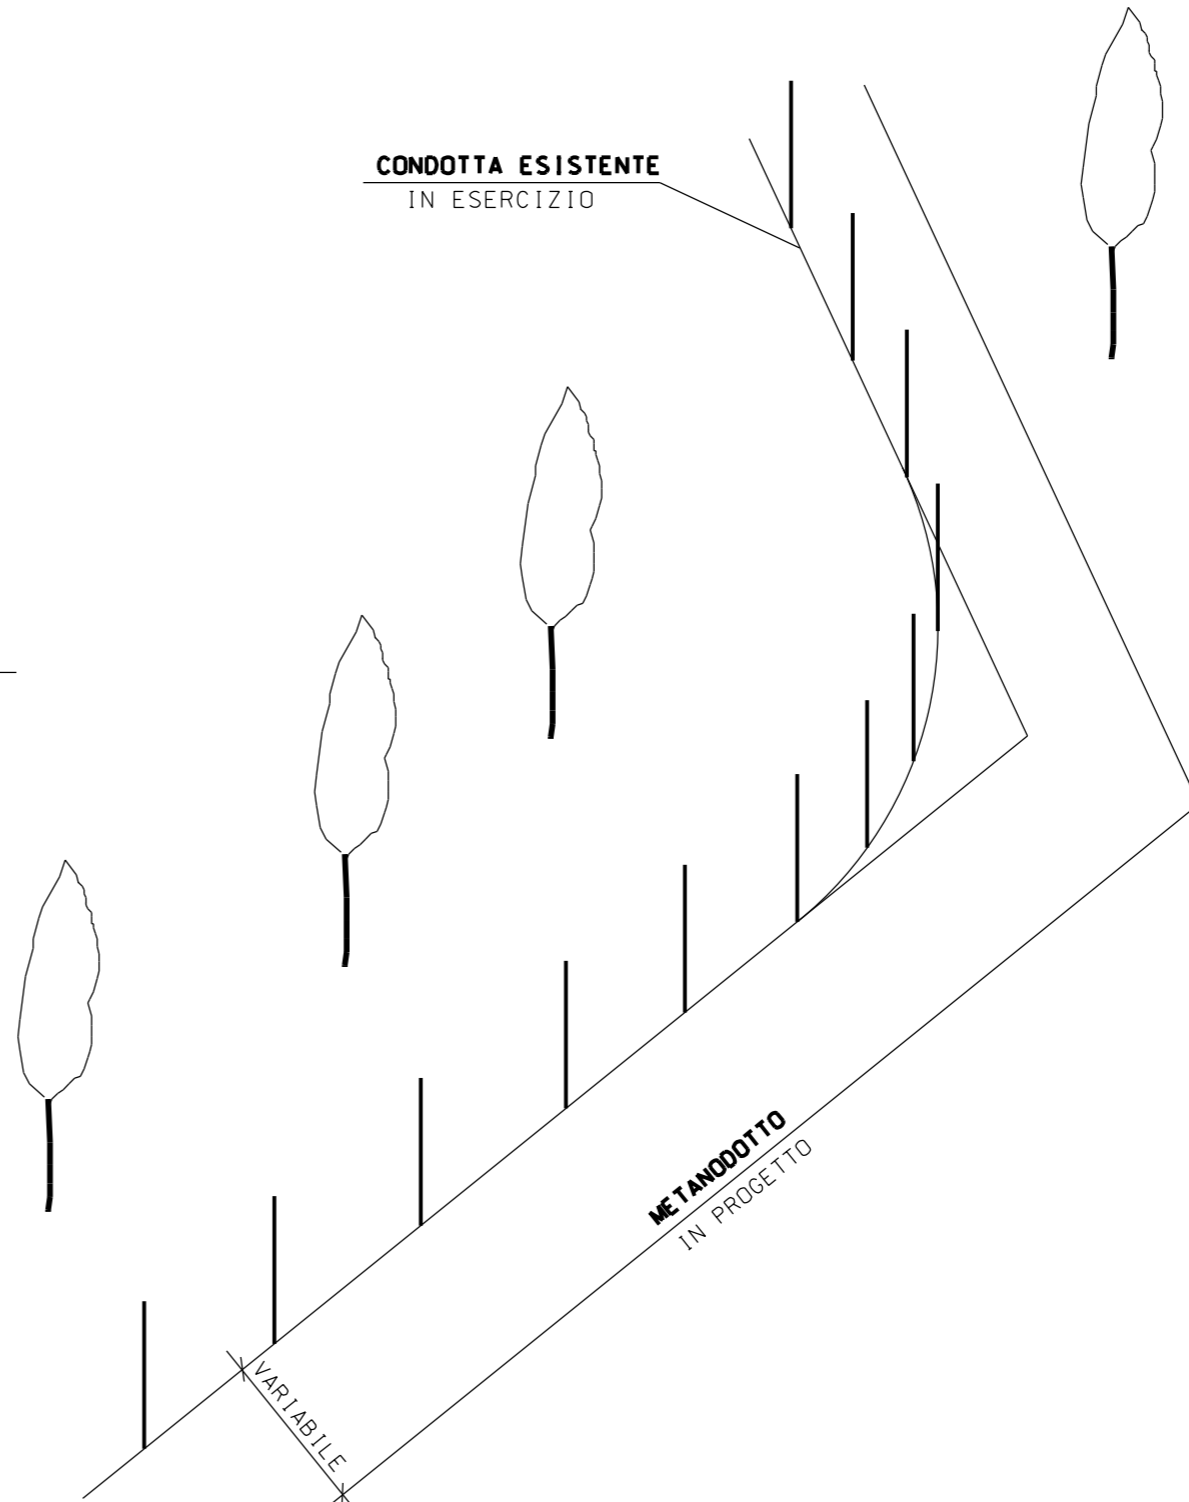 CONDOTTA ESISTENTE
IN ESERCIZIO
METANODOTTO
IN PROGETTO
VARIABILE